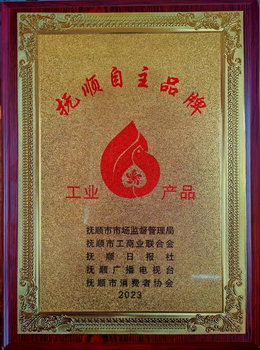 抚顺自主品牌
工业 产品
抚顺市市场监督管理局
抚顺市工商业联合会
抚顺日报社
抚顺广播电视台
抚顺市消费者协会
2023